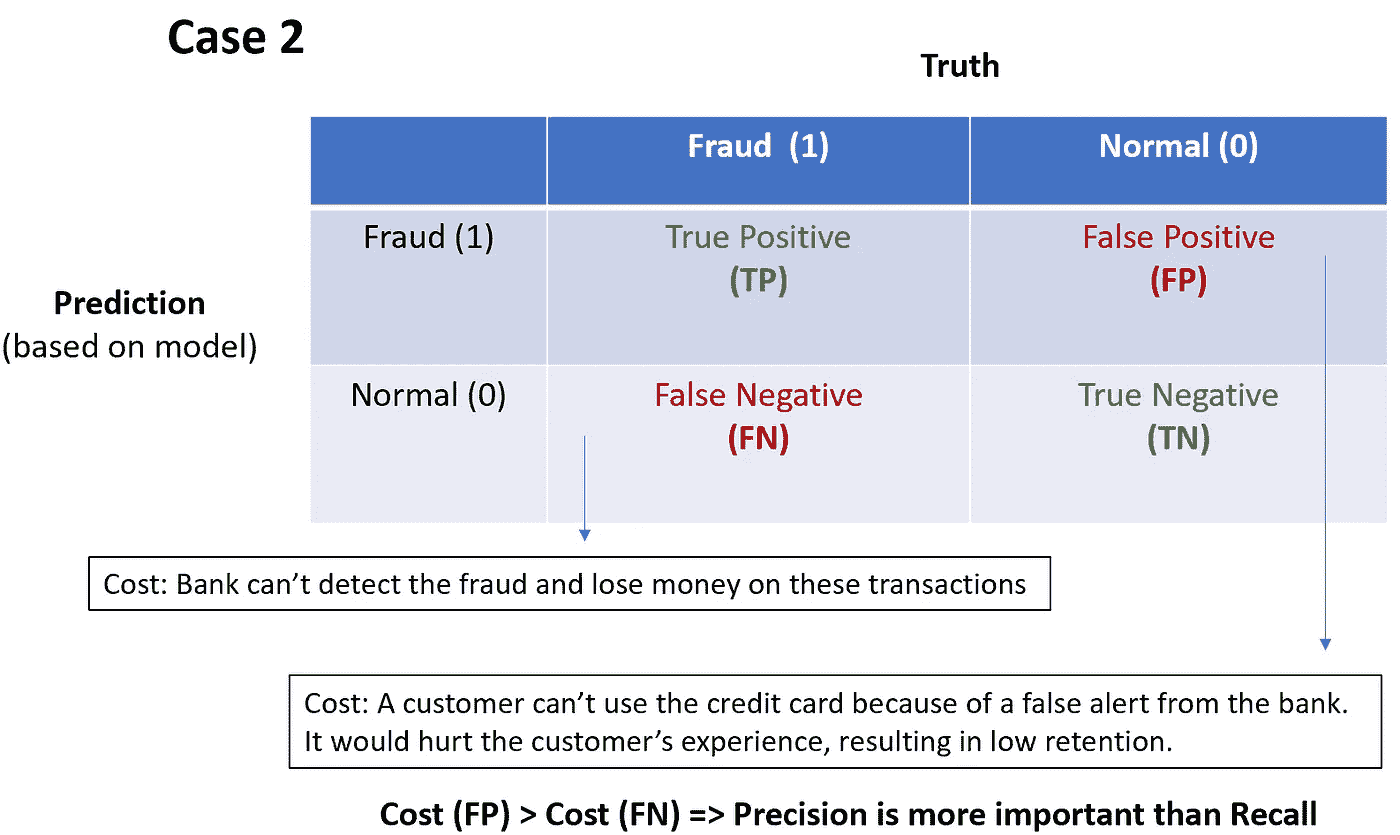 Case 2
Truth
Fraud (1)
Normal (0)
Fraud (1)
True Positive
(TP)
False Positive
(FP)
Prediction
(based on model)
Normal (0)
False Negative
(FN)
True Negative
(TN)
Cost: Bank can’t detect the fraud and lose money on these transactions
Cost: A customer can’t use the credit card because of a false alert from the bank.
It would hurt the customer’s experience, resulting in low retention.
Cost (FP) > Cost (FN) => Precision is more important than Recall